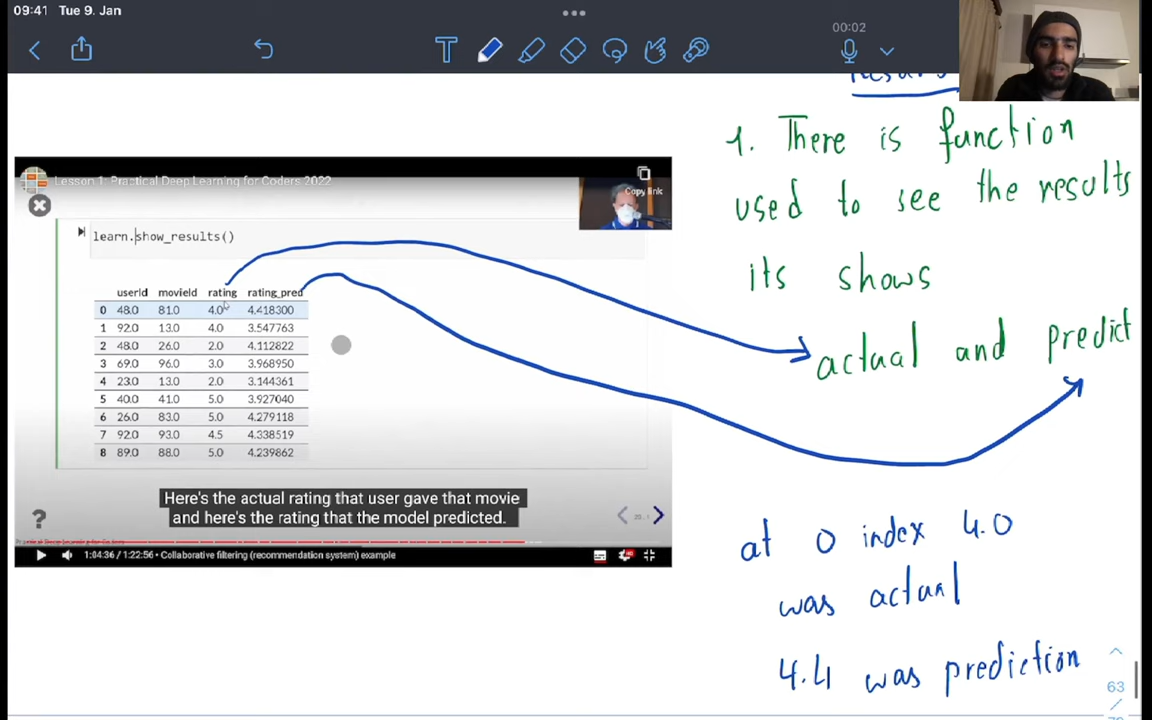 09:41 Tue 9. Jan
00:02
1. There is function
used to see the results
its shows
actual and predict
Lesson 1: Practical Deep Learning for Coders 2022
Copy link
learn.show_results()
userId movieId rating rating_pred
0 48.0 81.0 4.0 4.418300
1 92.0 13.0 4.0 3.547763
2 48.0 26.0 2.0 4.112822
3 69.0 96.0 3.0 3.968950
4 23.0 13.0 2.0 3.144361
5 40.0 41.0 5.0 3.927040
6 26.0 83.0 5.0 4.279118
7 92.0 93.0 4.5 4.338519
8 89.0 88.0 5.0 4.239862
Here's the actual rating that user gave that movie
and here's the rating that the model predicted.
1:04:36 / 1:22:56 • Collaborative filtering (recommendation system) example
at 0 index 4.0
was actual
4.4 was prediction
63